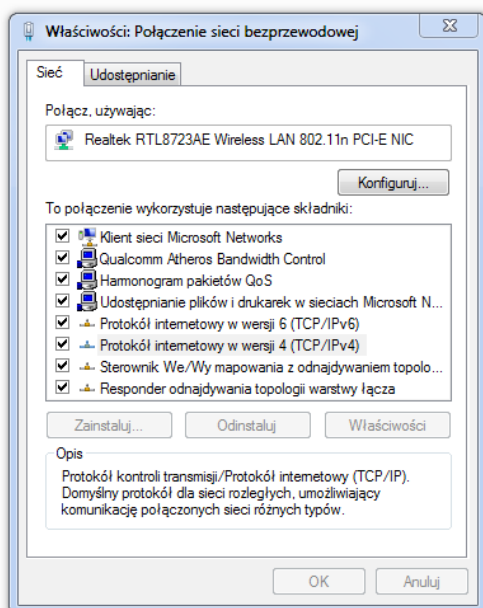 Właściwości: Połączenie sieci bezprzewodowej
Sieć
Udostępnianie
Połącz, używając:
Realtek RTL8723AE Wireless LAN 802.11n PCI-E NIC
Konfiguruj...
To połączenie wykorzystuje następujące składniki:
Klient sieci Microsoft Networks
Qualcomm Atheros Bandwidth Control
Harmonogram pakietów QoS
Udostępnianie plików i drukarek w sieciach Microsoft N...
Protokół internetowy w wersji 6 (TCP/IPv6)
Protokół internetowy w wersji 4 (TCP/IPv4)
Sterownik We/Wy mapowania z odnajdywaniem topolo...
Responder odnajdywania topologii warstwy łącza
Zainstaluj...
Odinstaluj
Właściwości
Opis
Protokół kontroli transmisji/Protokół internetowy (TCP/IP).
Domyślny protokół dla sieci rozległych, umożliwiający
komunikację połączonych sieci różnych typów.
OK
Anuluj